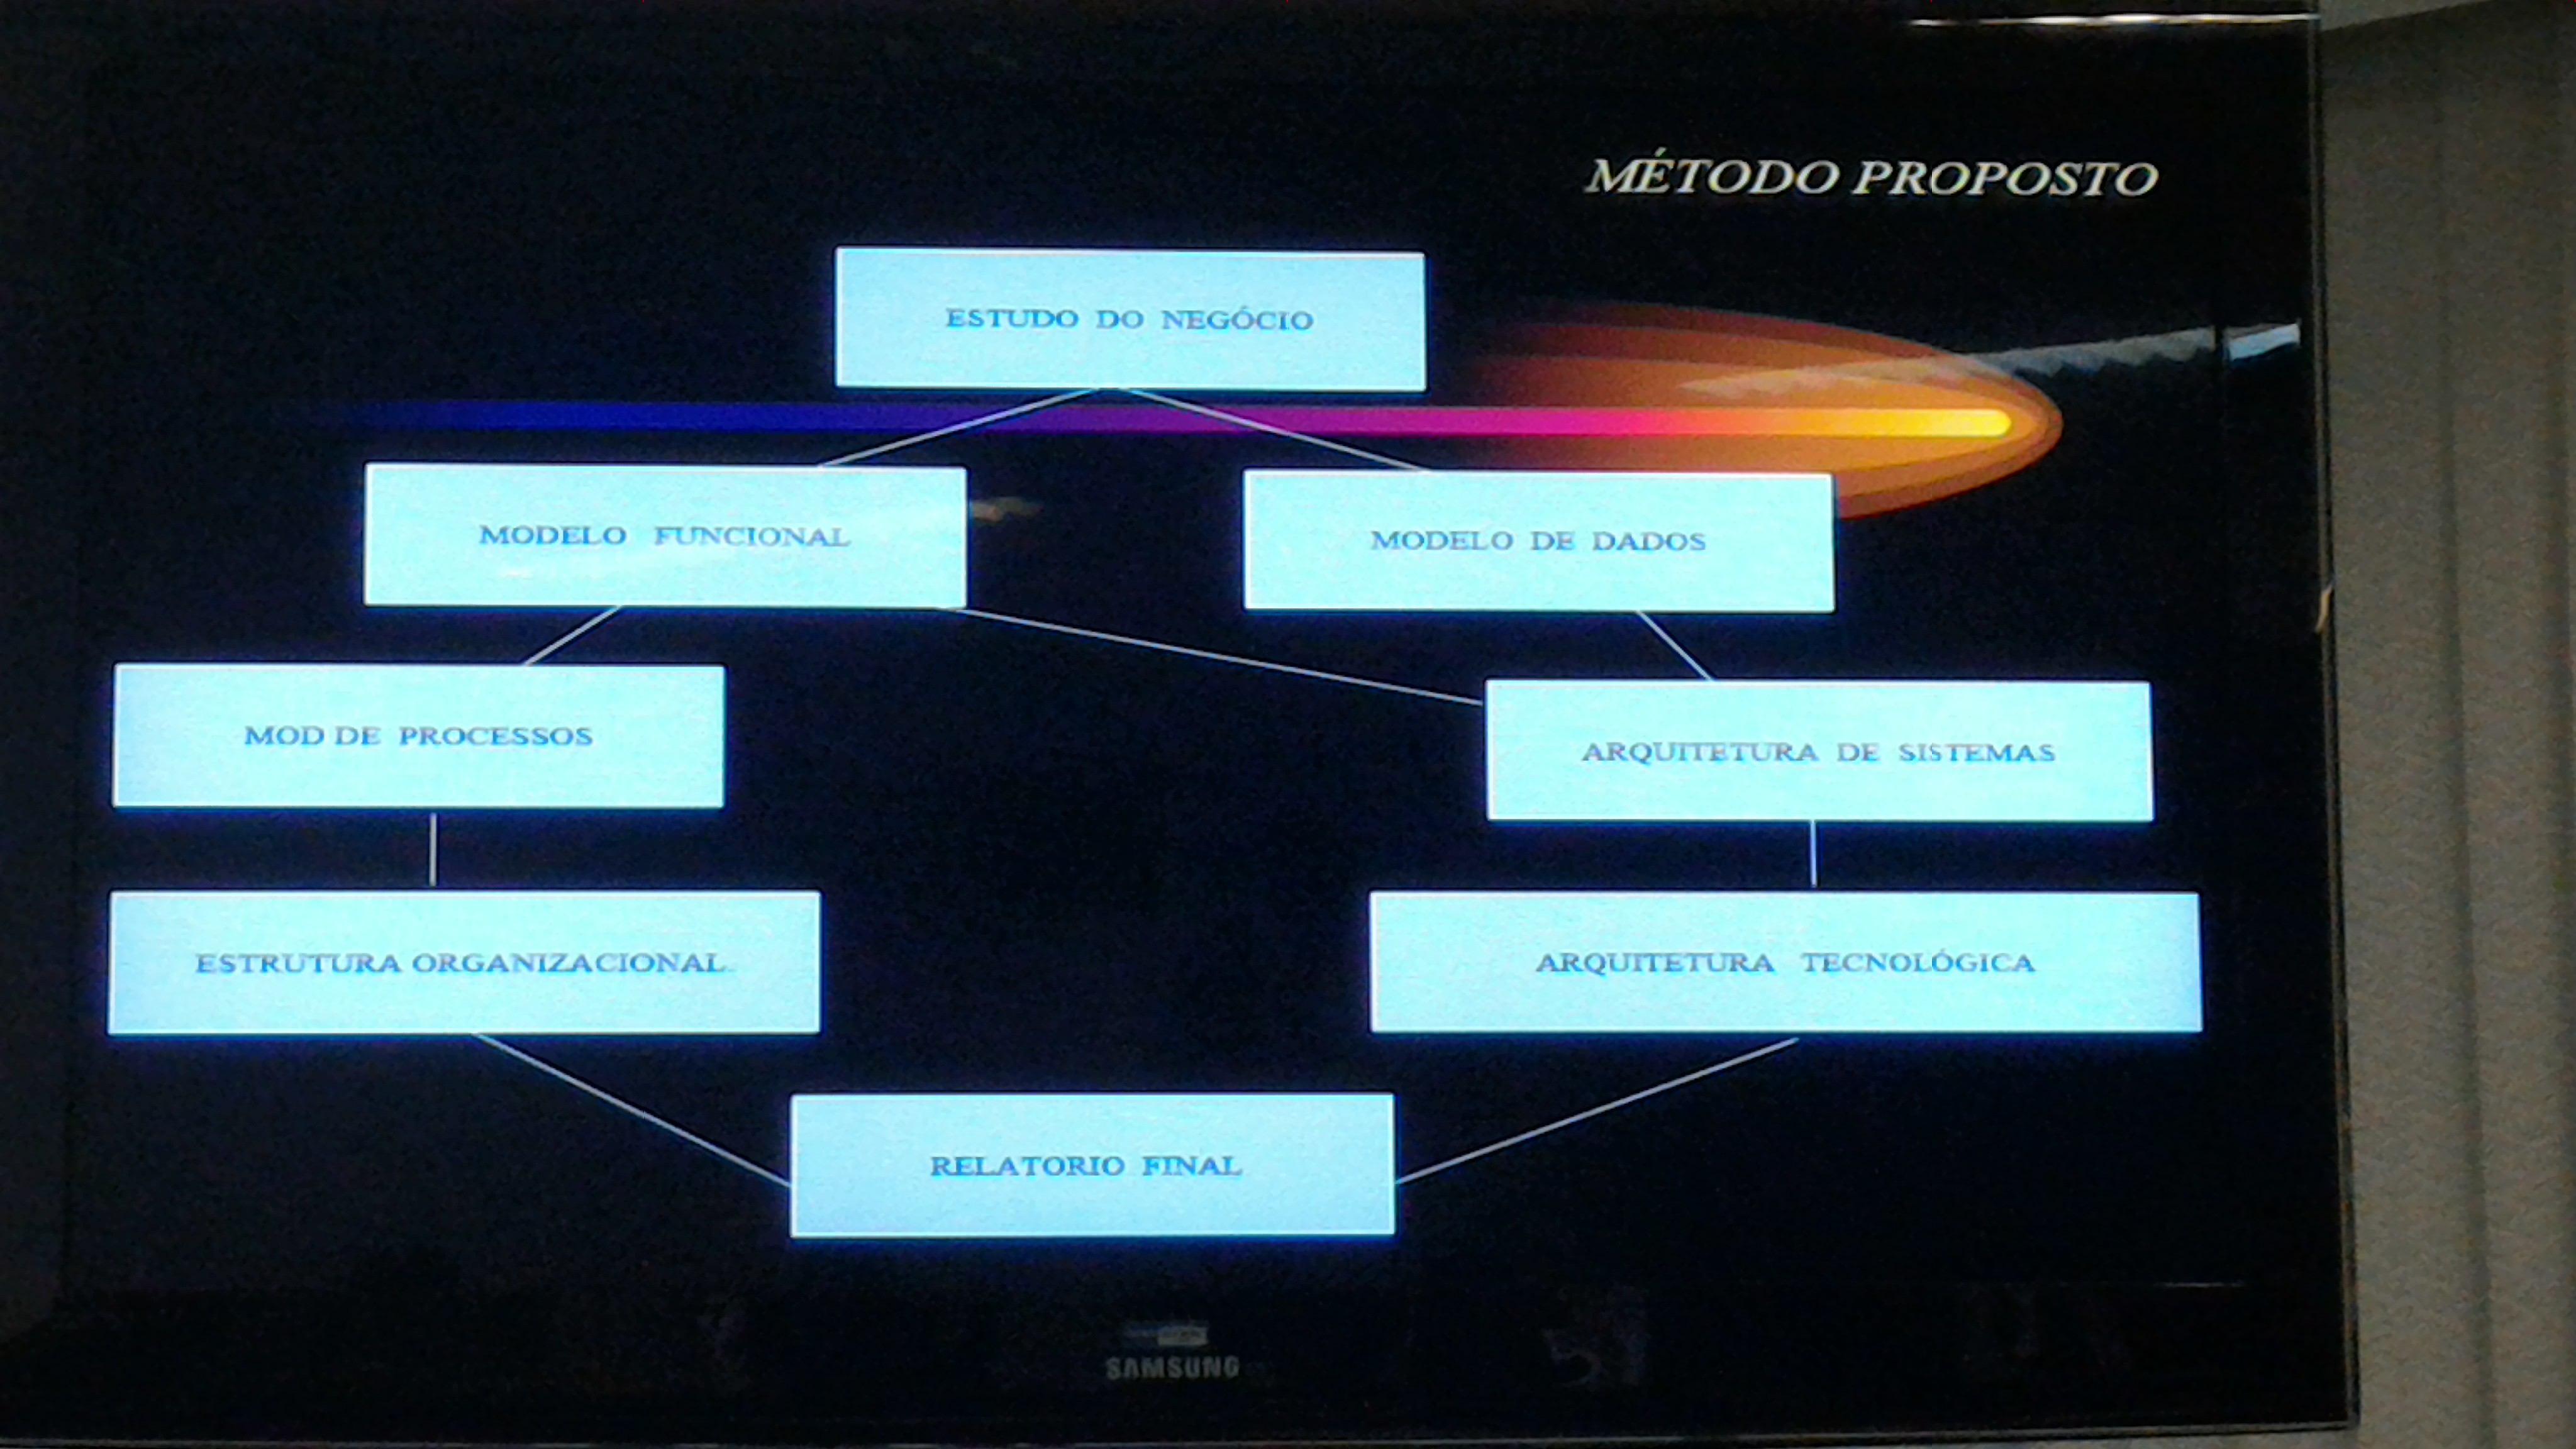 MÉTODO PROPOSTO
ESTUDO DO NEGÓCIO
MODELO FUNCIONAL
MODELO DE DADOS
MOD DE PROCESSOS
ARQUITETURA DE SISTEMAS
ESTRUTURA ORGANIZACIONAL
ARQUITETURA TECNOLÓGICA
RELATORIO FINAL
SAMSUNG